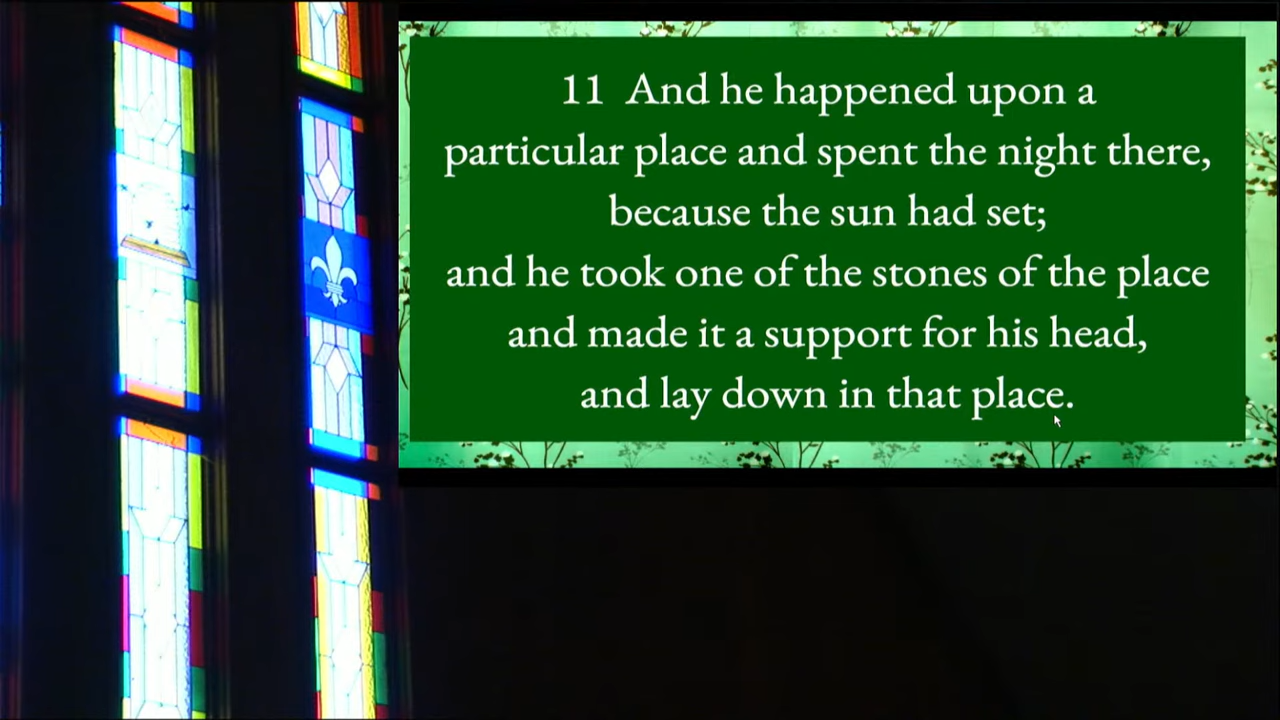 11 And he happened upon a
particular place and spent the night there,
because the sun had set;
and he took one of the stones of the place
and made it a support for his head,
and lay down in that place.